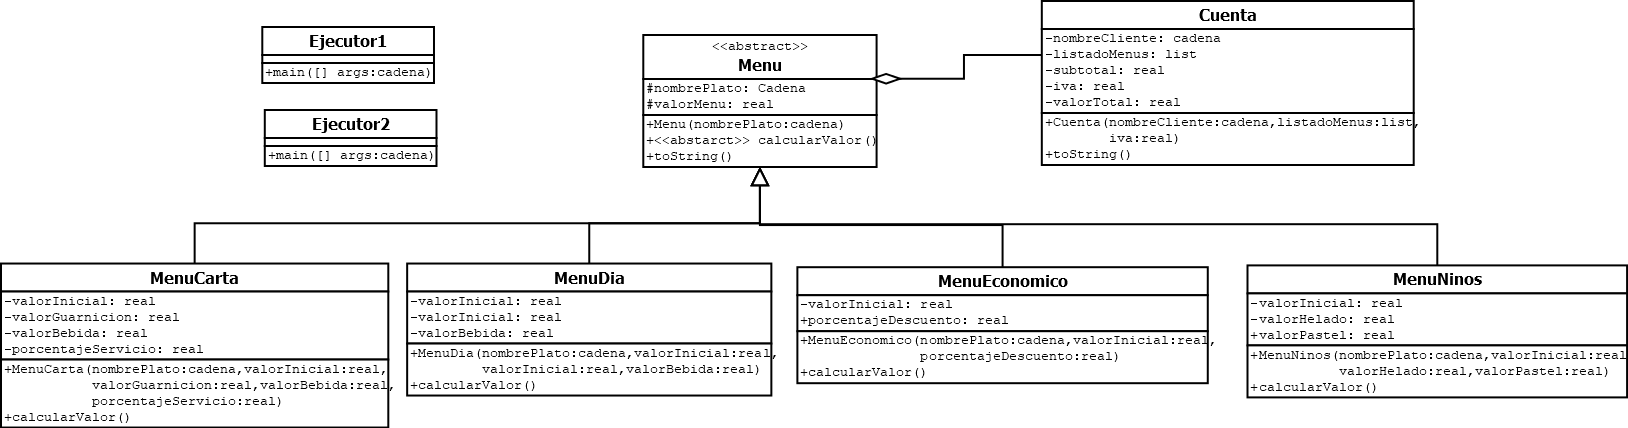 Ejecutor1
+main([] args:cadena)
Ejecutor2
+main([] args:cadena)
<<abstract>>
Menu
#nombrePlato: Cadena
#valorMenu: real
+Menu(nombrePlato:cadena)
+<<abstarct>> calcularValor()
+toString()
Cuenta
-nombreCliente: cadena
-listadoMenus: list
-subtotal: real
-iva: real
-valorTotal: real
+Cuenta(nombreCliente:cadena,listadoMenus:list,
iva:real)
+toString()
MenuCarta
-valorInicial: real
-valorGuarnicion: real
-valorBebida: real
-porcentajeServicio: real
+MenuCarta(nombrePlato:cadena,valorInicial:real,
valorGuarnicion:real,valorBebida:real,
porcentajeServicio:real)
+calcularValor()
MenuDia
-valorInicial: real
-valorInicial: real
-valorBebida: real
+MenuDia(nombrePlato:cadena,valorInicial:real,
valorInicial:real,valorBebida:real)
+calcularValor()
MenuEconomico
-valorInicial: real
+porcentajeDescuento: real
+MenuEconomico(nombrePlato:cadena,valorInicial:real,
porcentajeDescuento:real)
+calcularValor()
MenuNinos
-valorInicial: real
-valorHelado: real
+valorPastel: real
+MenuNinos(nombrePlato:cadena,valorInicial:real
valorHelado:real,valorPastel:real)
+calcularValor()